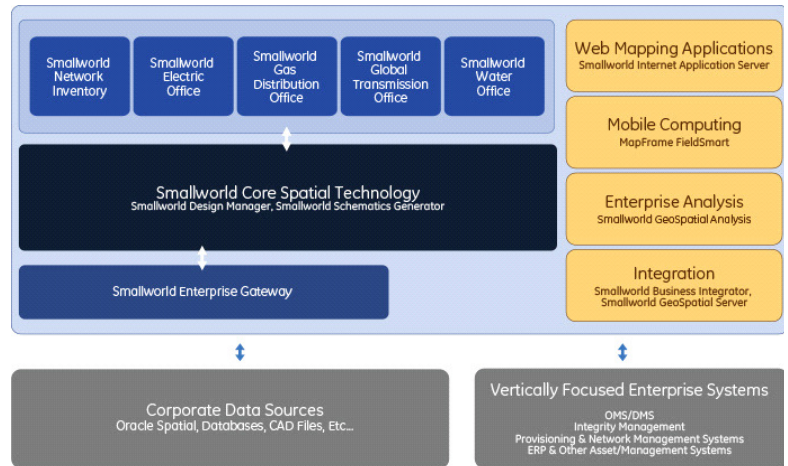 Smallworld
Network
Inventory
Smallworld
Electric
Office
Smallworld
Gas
Distribution
Office
Smallworld
Global
Transmission
Office
Smallworld
Water
Office
Smallworld Core Spatial Technology
Smallworld Design Manager, Smallworld Schematics Generator
Smallworld Enterprise Gateway
Web Mapping Applications
Smallworld Internet Application Server
Mobile Computing
MapFrame FieldSmart
Enterprise Analysis
Smallworld GeoSpatial Analysis
Integration
Smallworld Business Integrator,
Smallworld GeoSpatial Server
Corporate Data Sources
Oracle Spatial, Databases, CAD Files, Etc...
Vertically Focused Enterprise Systems
OMS/DMS
Integrity Management
Provisioning & Network Management Systems
ERP & Other Asset/Management Systems